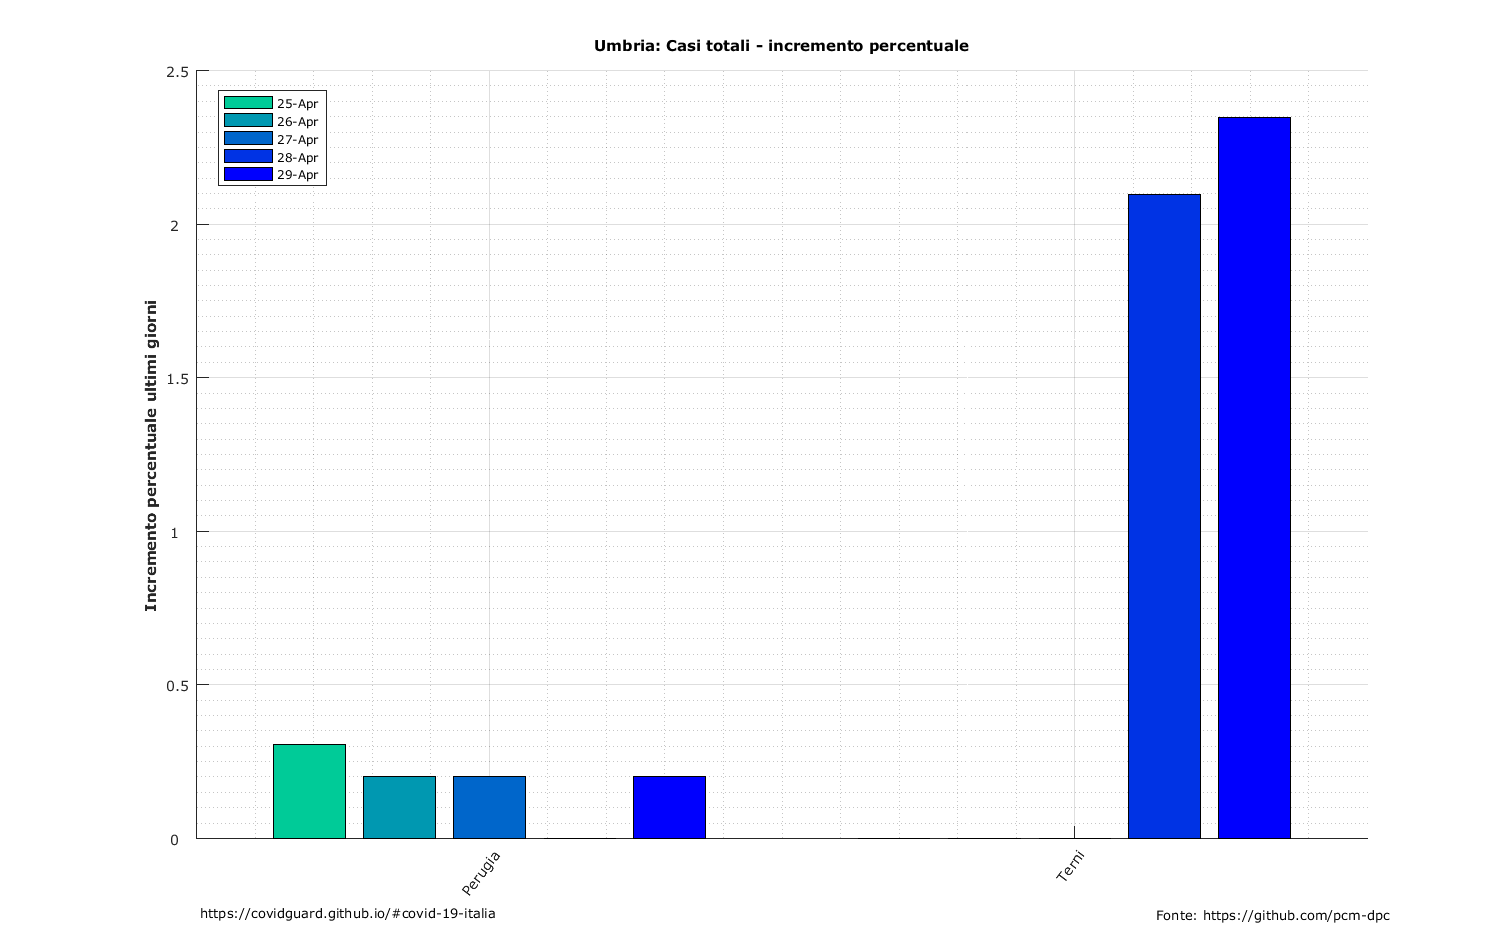 Umbria: Casi totali - incremento percentuale
2.5
2
1.5
1
0.5
0
Incremento percentuale ultimi giorni
25-Apr
26-Apr
27-Apr
28-Apr
29-Apr
Perugia
Terni
https://covidguard.github.io/#covid-19-italia
Fonte: https://github.com/pcm-dpc